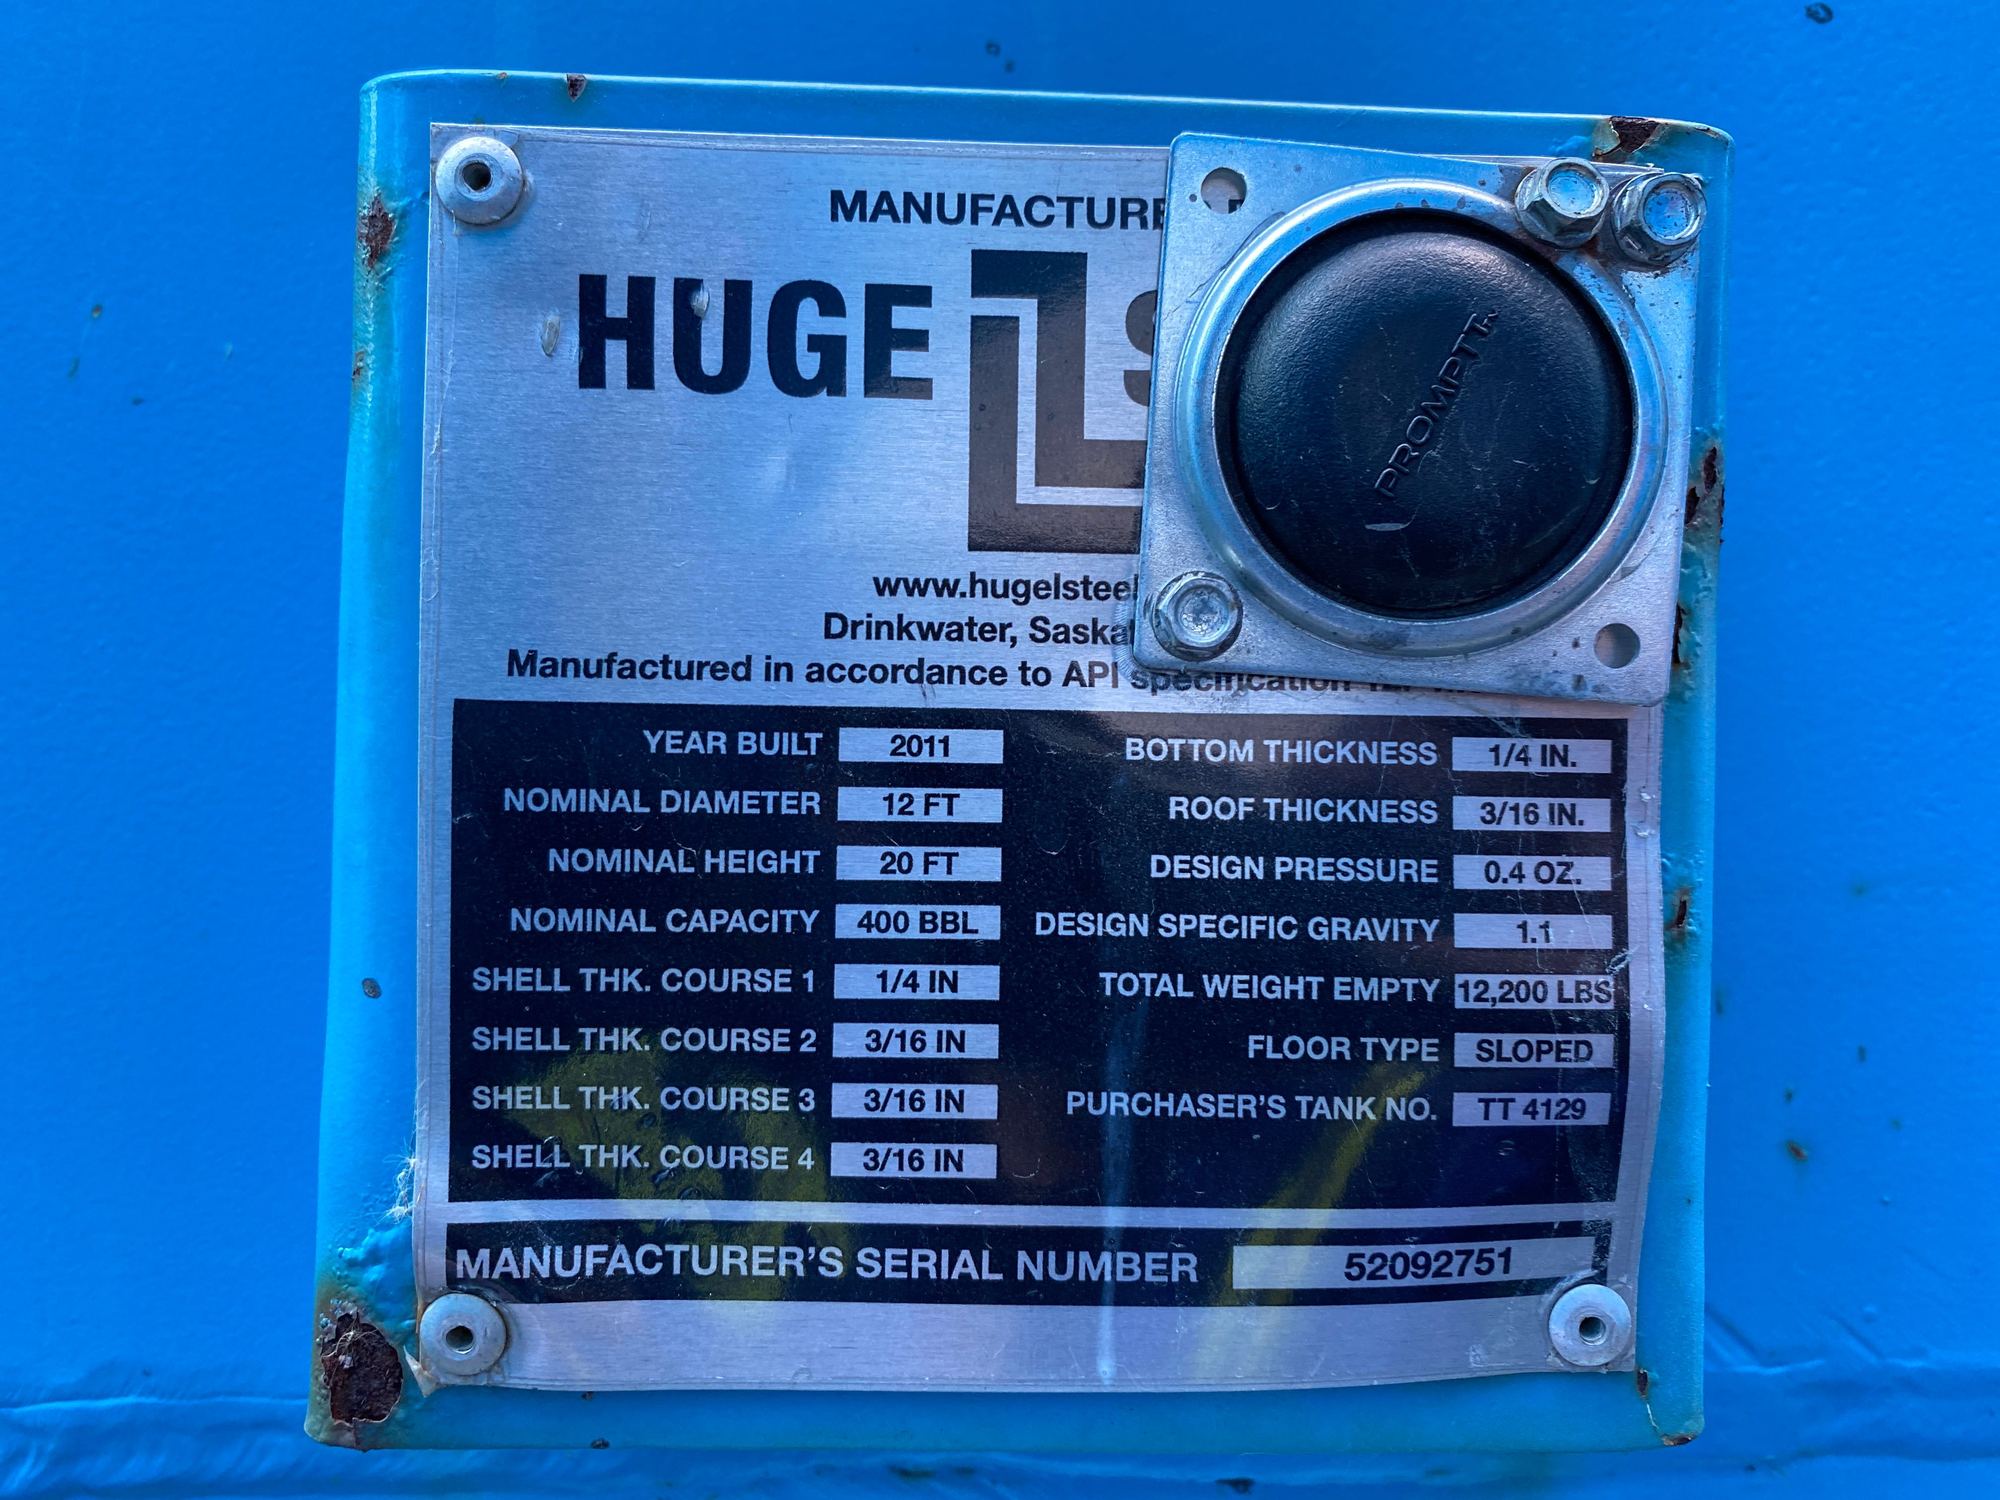 MANUFACTURE
HUGE
PROMPT
www.hugelsteel
Drinkwater, Saska
Manufactured in accordance to API specification
YEAR BUILT 2011
NOMINAL DIAMETER 12 FT
NOMINAL HEIGHT 20 FT
NOMINAL CAPACITY 400 BBL
SHELL THK. COURSE 1 1/4 IN
SHELL THK. COURSE 2 3/16 IN
SHELL THK. COURSE 3 3/16 IN
SHELL THK. COURSE 4 3/16 IN
BOTTOM THICKNESS 1/4 IN.
ROOF THICKNESS 3/16 IN.
DESIGN PRESSURE 0.4 OZ.
DESIGN SPECIFIC GRAVITY 1.1
TOTAL WEIGHT EMPTY 12,200 LBS
FLOOR TYPE SLOPED
PURCHASER'S TANK NO. TT 4129
MANUFACTURER'S SERIAL NUMBER 52092751